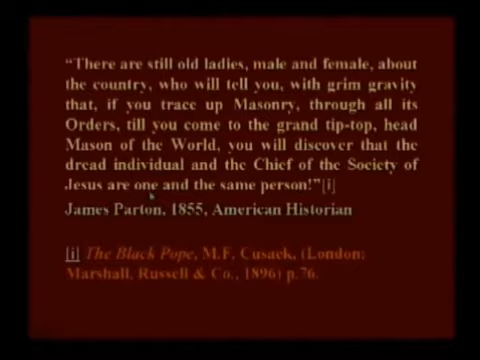 “There are still old ladies, male and female, about
the country, who will tell you, with grim gravity
that, if you trace up Masonry, through all its
Orders, till you come to the grand tip-top, head
Mason of the World, you will discover that the
dread individual and the Chief of the Society of
Jesus are one and the same person!”[i]
James Parton, 1855, American Historian
[i] The Black Pope, M.F. Cusack, (London:
Marshall, Russell & Co., 1896) p.76.